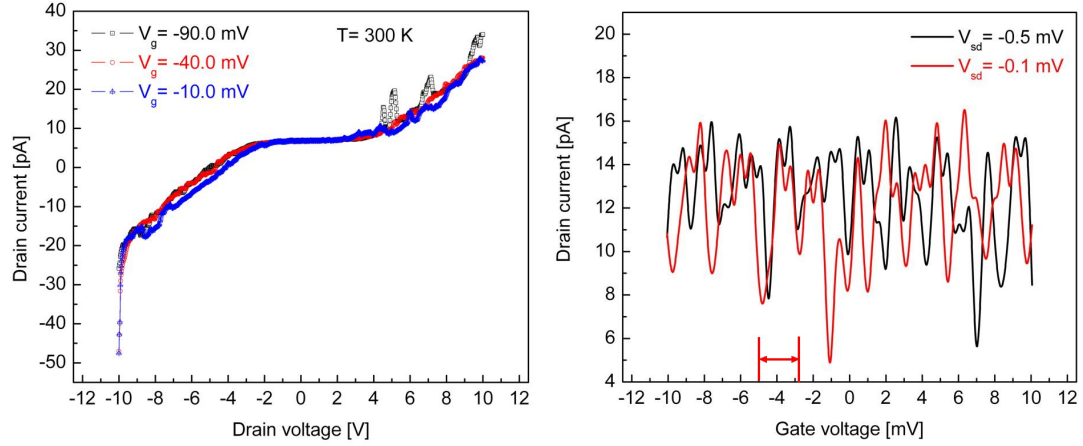 V_g = -90.0 mV
V_g = -40.0 mV
V_g = -10.0 mV
T= 300 K
Drain current [pA]
40
30
20
10
0
-10
-20
-30
-40
-50
-12 -10 -8 -6 -4 -2 0 2 4 6 8 10 12
Drain voltage [V]
V_sd = -0.5 mV
V_sd = -0.1 mV
Drain current [pA]
20
18
16
14
12
10
8
6
4
-12 -10 -8 -6 -4 -2 0 2 4 6 8 10 12
Gate voltage [mV]